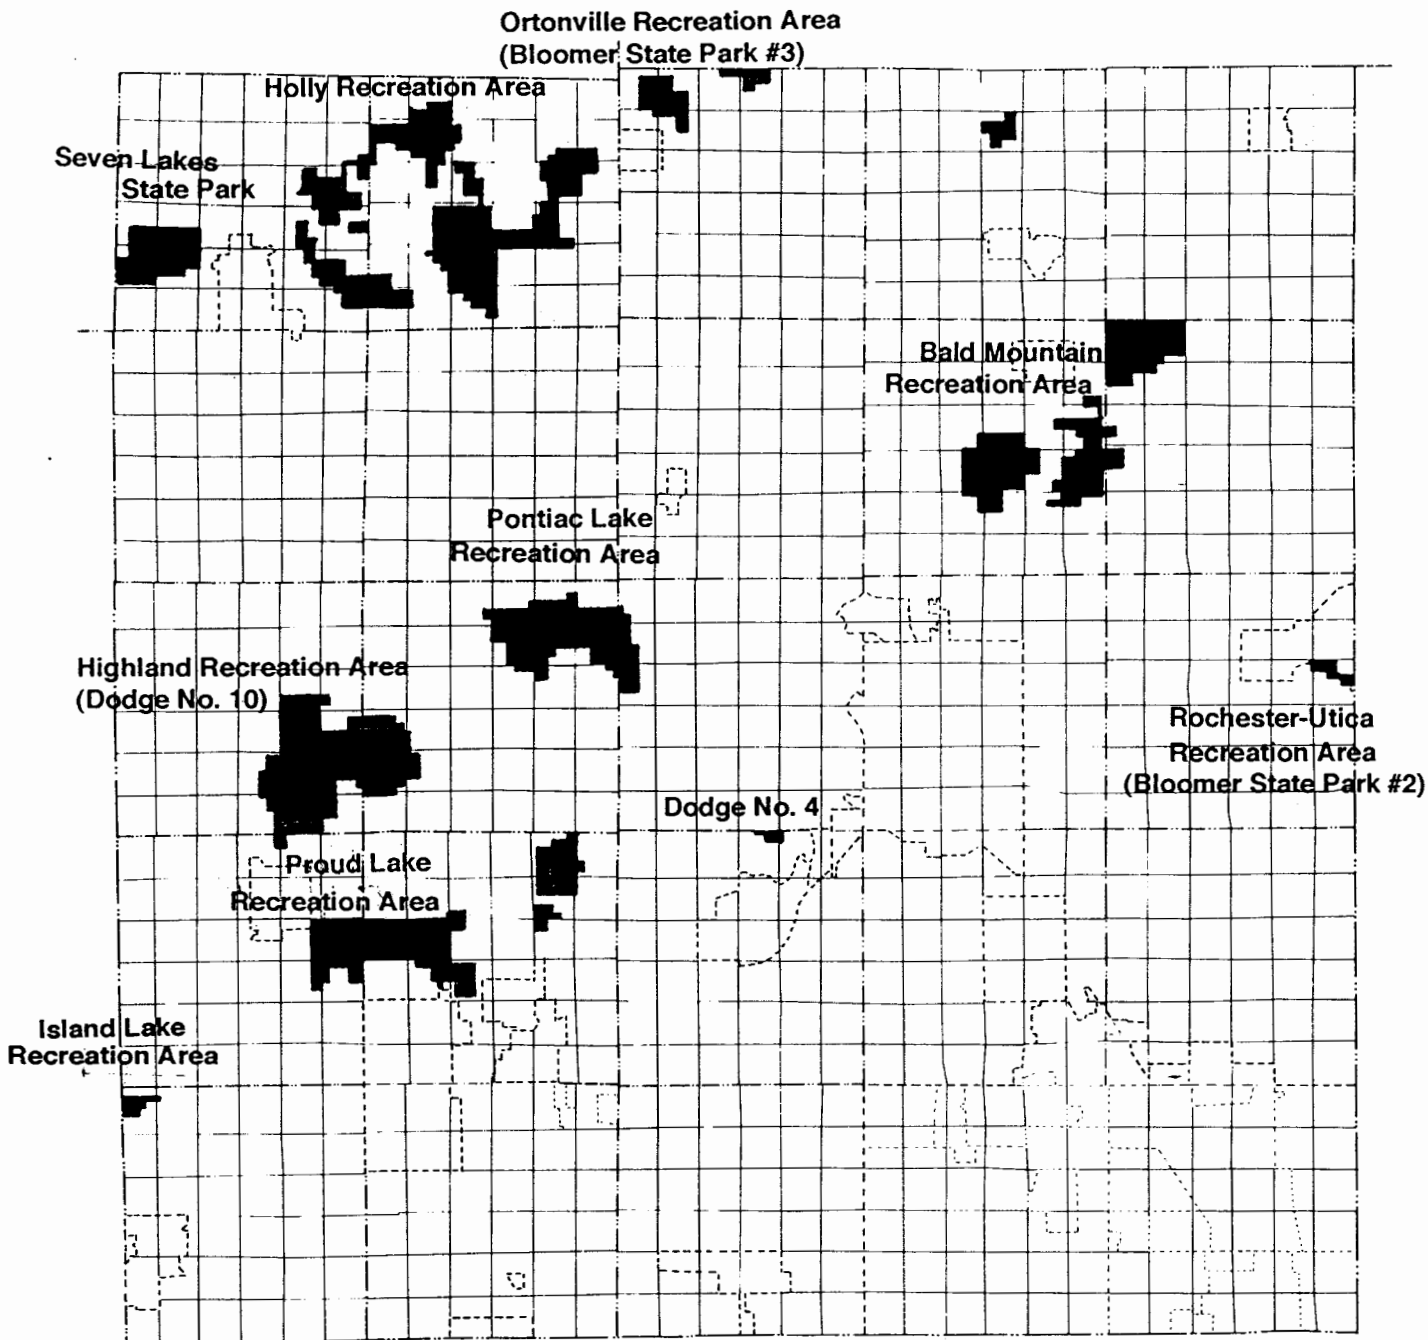 Ortonville Recreation Area
(Bloomer State Park #3)
Holly Recreation Area
Seven Lakes
State Park
Bald Mountain
Recreation Area
Pontiac Lake
Recreation Area
Highland Recreation Area
(Dodge No. 10)
Rochester-Utica
Recreation Area
(Bloomer State Park #2)
Dodge No. 4
Proud Lake
Recreation Area
Island Lake
Recreation Area